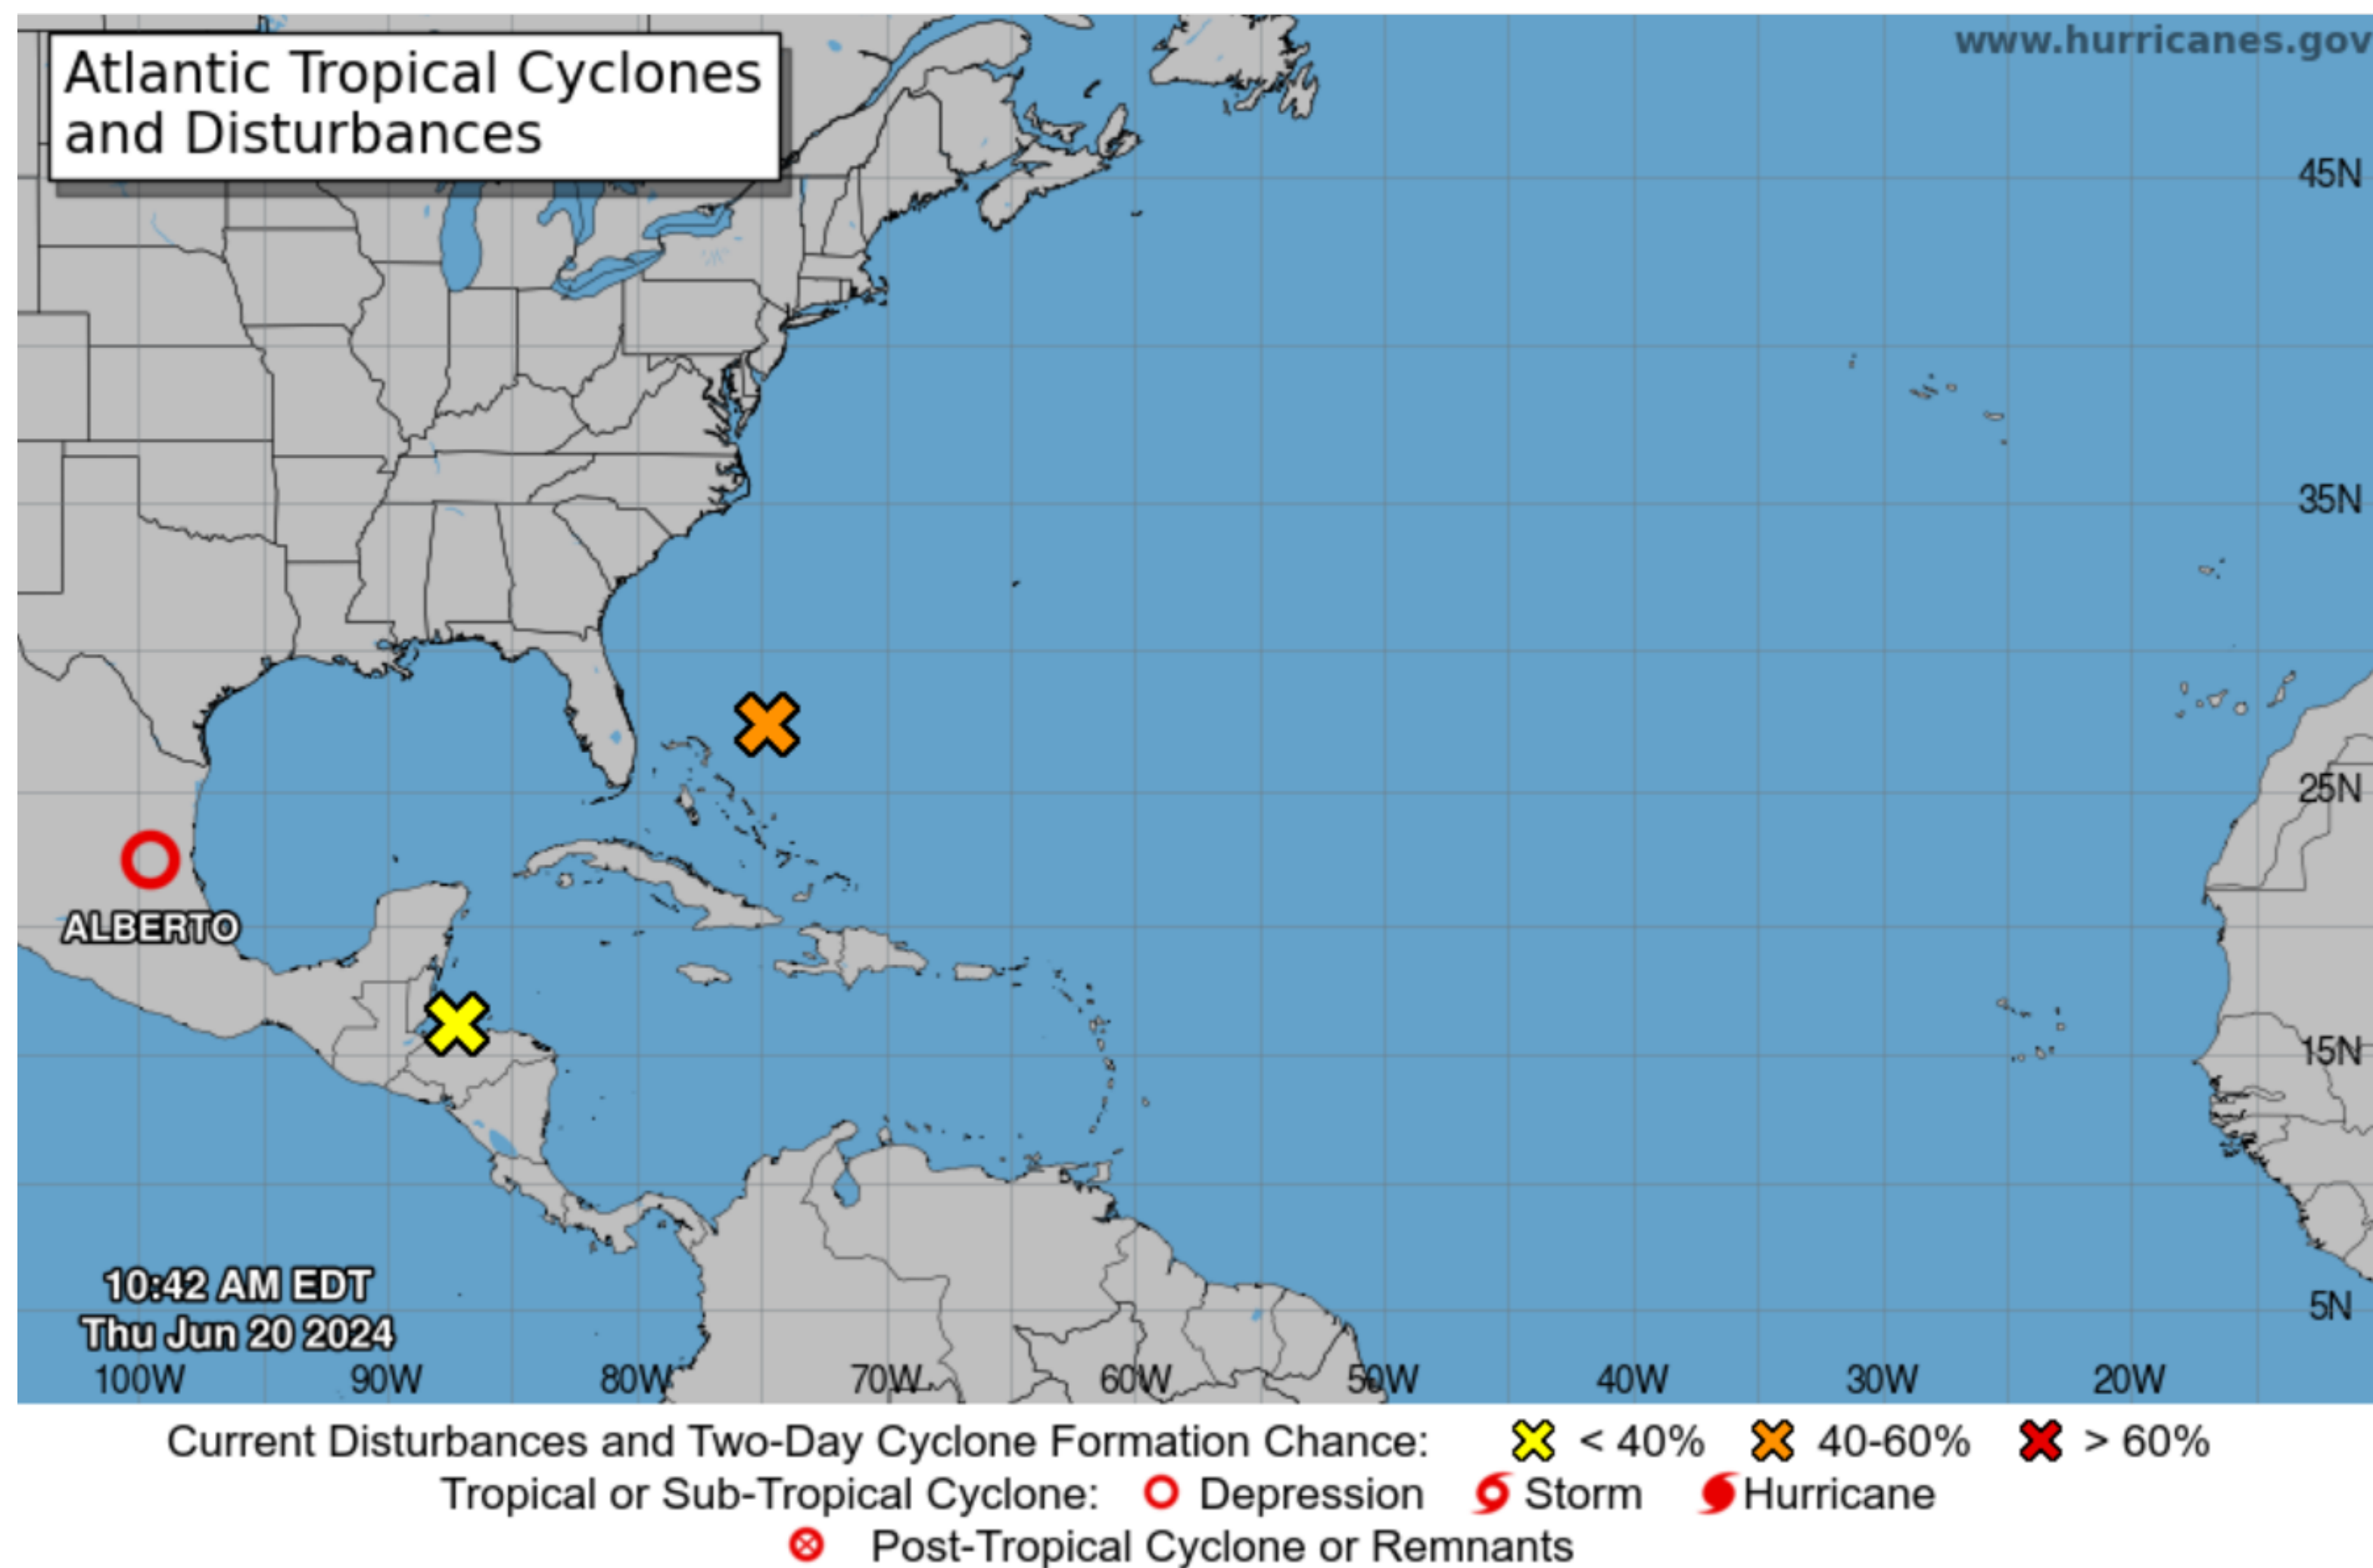 www.hurricanes.gov
Atlantic Tropical Cyclones
and Disturbances
45N
35N
25N
15N
5N
ALBERTO
10:42 AM EDT
Thu Jun 20 2024
100W 90W 80W 70W 60W 50W 40W 30W 20W
Current Disturbances and Two-Day Cyclone Formation Chance: < 40% 40-60% > 60%
Tropical or Sub-Tropical Cyclone: Depression Storm Hurricane
Post-Tropical Cyclone or Remnants